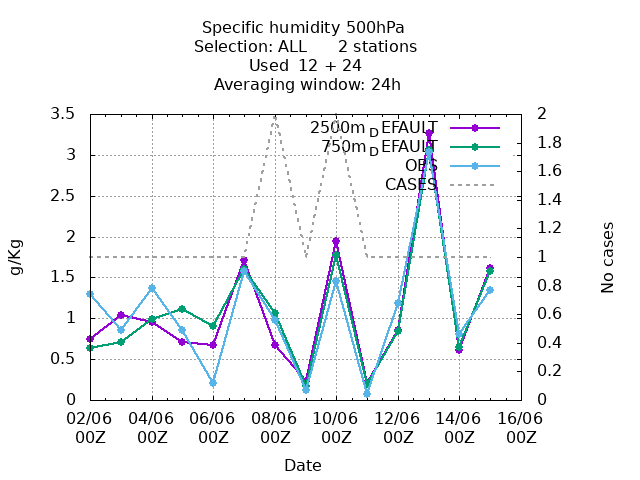 Specific humidity 500hPa
Selection: ALL 2 stations
Used 12 + 24
Averaging window: 24h
2500m_DEFAULT
750m_DEFAULT
OBS
CASES
g/Kg
3.5
3
2.5
2
1.5
1
0.5
0
No cases
2
1.8
1.6
1.4
1.2
1
0.8
0.6
0.4
0.2
0
02/06 04/06 06/06 08/06 10/06 12/06 14/06 16/06
00Z 00Z 00Z 00Z 00Z 00Z 00Z 00Z
Date